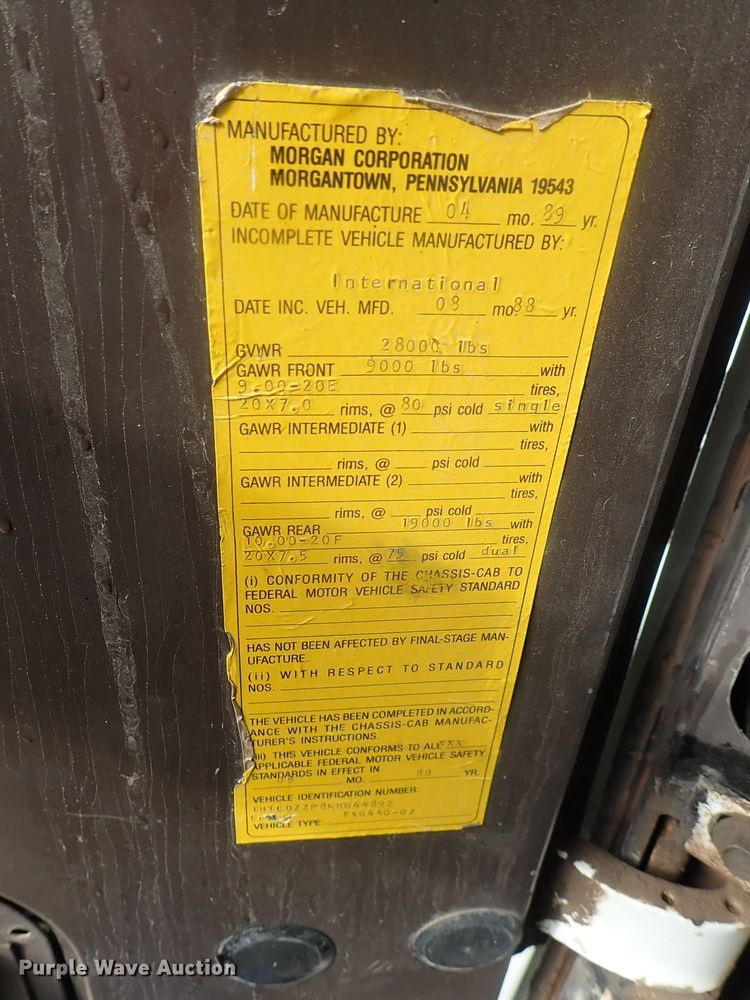 MANUFACTURED BY:
MORGAN CORPORATION
MORGANTOWN, PENNSYLVANIA 19543
DATE OF MANUFACTURE 04 mo. 89 yr.
INCOMPLETE VEHICLE MANUFACTURED BY:
International
DATE INC. VEH. MFD. 08 mo 88 yr.
GVWR 28000 lbs
GAWR FRONT 9000 lbs with
9.00-20E tires,
20X7.0 rims, @ 80 psi cold single
GAWR INTERMEDIATE (1) with
tires,
rims, @ psi cold
GAWR INTERMEDIATE (2) with
tires,
rims, @ psi cold
GAWR REAR 19000 lbs with
10.00-20F tires,
20X7.5 rims, @ 75 psi cold dual
(i) CONFORMITY OF THE CHASSIS-CAB TO
FEDERAL MOTOR VEHICLE SAFETY STANDARD
NOS.
HAS NOT BEEN AFFECTED BY FINAL-STAGE MAN-
UFACTURE.
(ii) WITH RESPECT TO STANDARD
NOS.
THE VEHICLE HAS BEEN COMPLETED IN ACCORD-
ANCE WITH THE CHASSIS-CAB MANUFAC-
TURER'S INSTRUCTIONS.
(iii) THIS VEHICLE CONFORMS TO ALL XXX
APPLICABLE FEDERAL MOTOR VEHICLE SAFETY
STANDARDS IN EFFECT IN
08 MO. 88 YR.
VEHICLE IDENTIFICATION NUMBER:
VEHICLE TYPE: TX6440-02
Purple Wave Auction